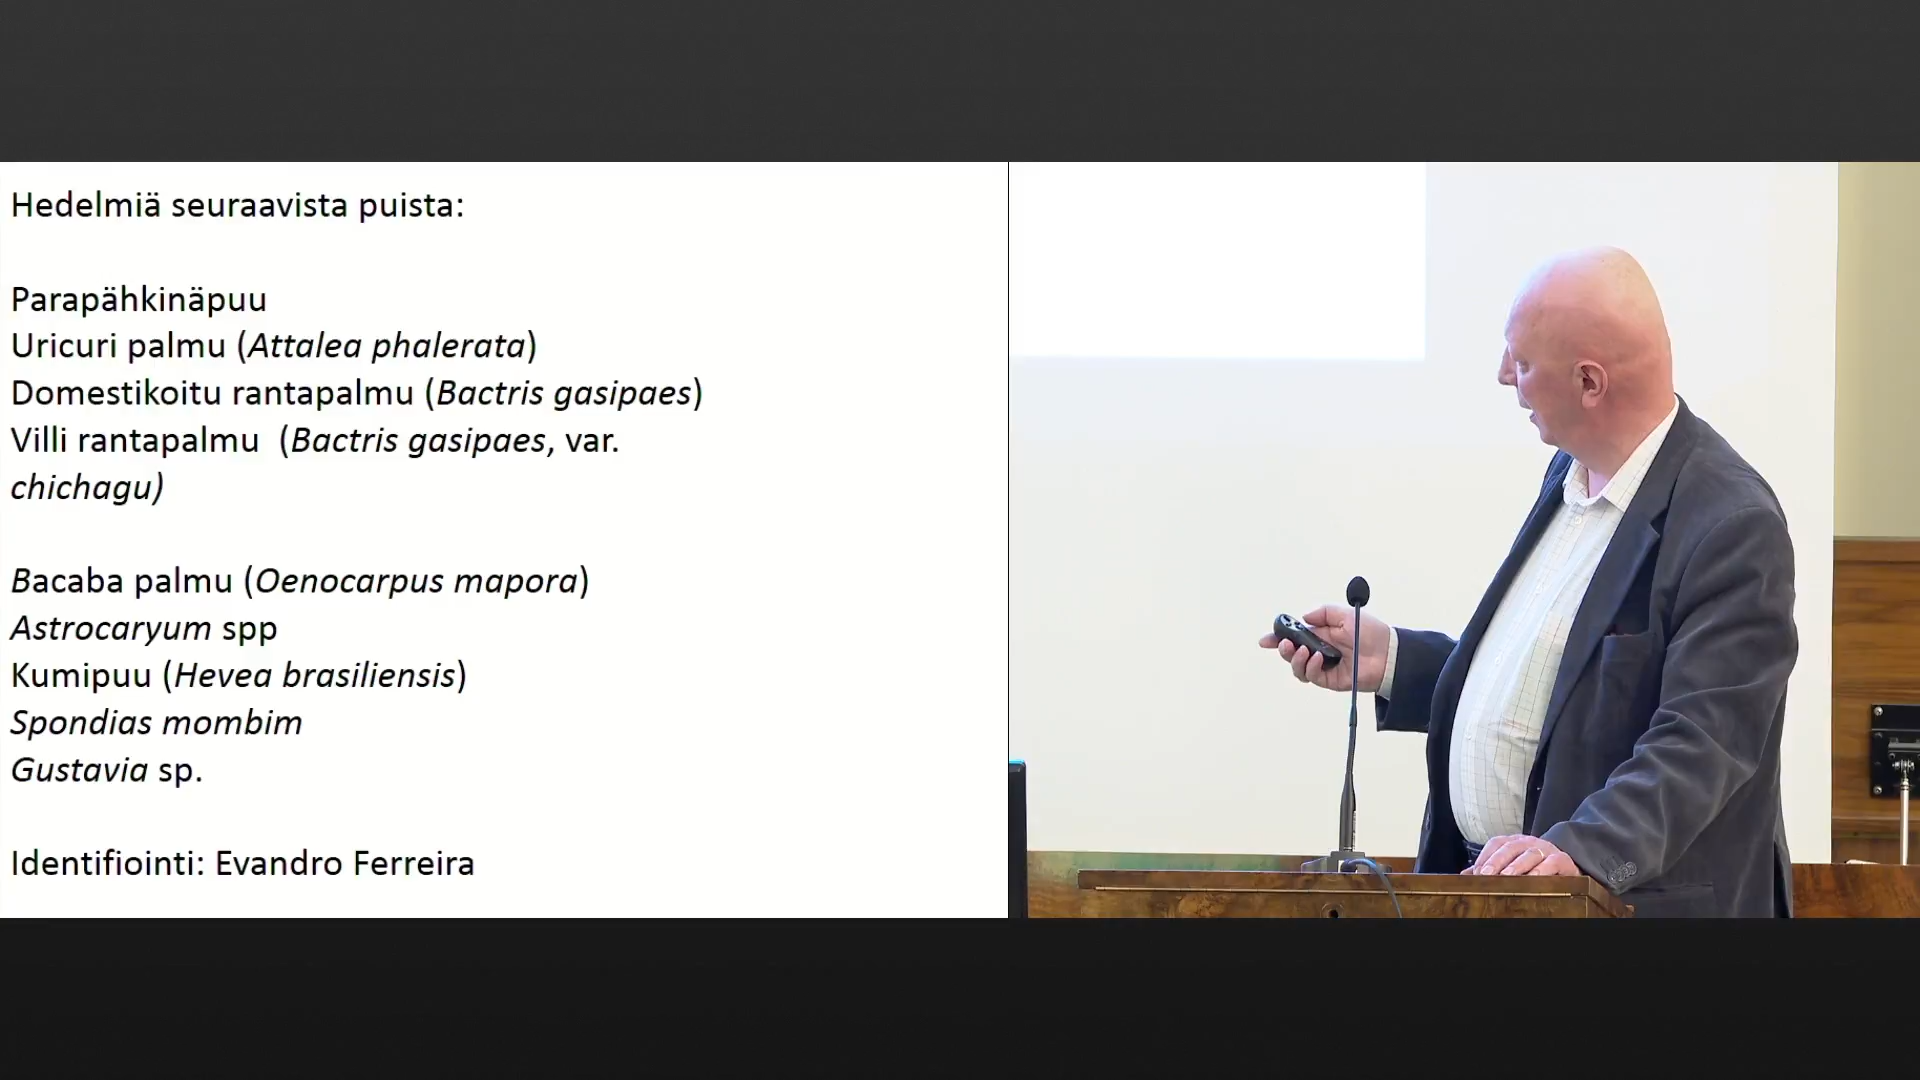 Hedelmiä seuraavista puista:
Parapähkinäpuu
Uricuri palmu (Attalea phalerata)
Domestikoitu rantapalmu (Bactris gasipaes)
Villi rantapalmu (Bactris gasipaes, var.
chichagu)
Bacaba palmu (Oenocarpus mapora)
Astrocaryum spp
Kumipuu (Hevea brasiliensis)
Spondias mombim
Gustavia sp.
Identifiointi: Evandro Ferreira